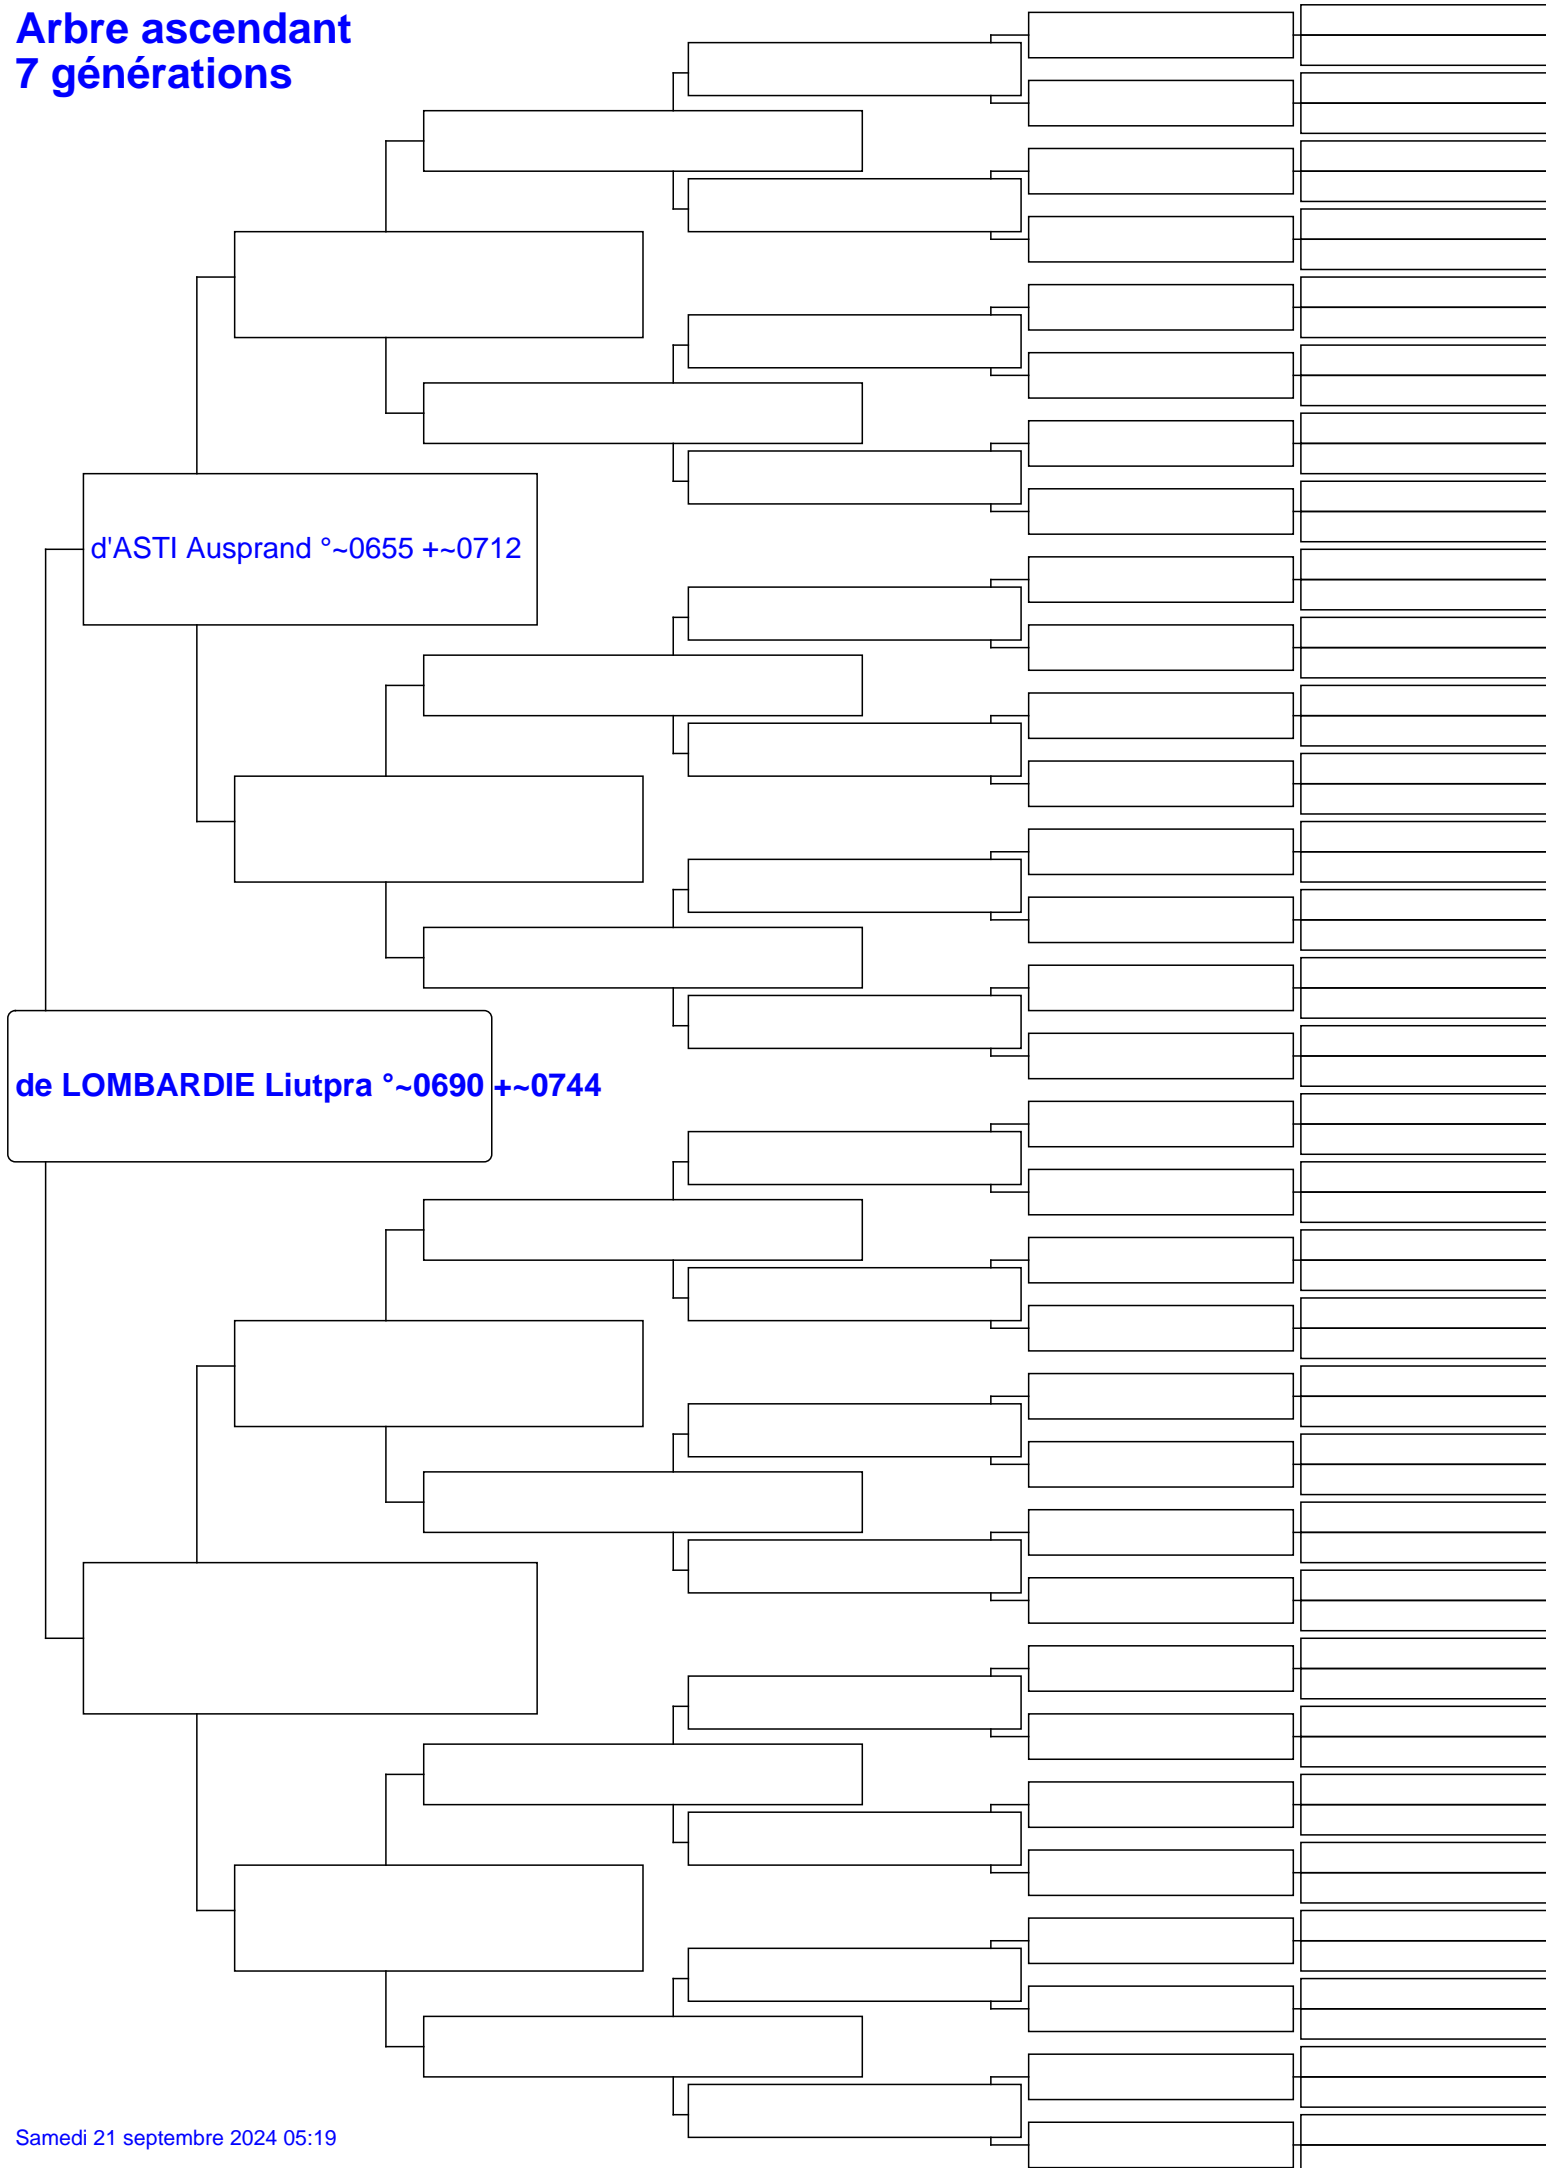 Arbre ascendant
7 générations
d'ASTI Ausprand °~0655 +~0712
de LOMBARDIE Liutpra °~0690 +~0744
Samedi 21 septembre 2024 05:19